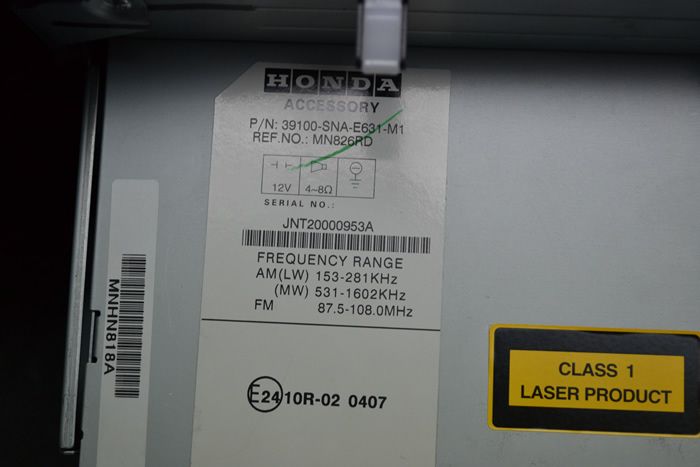 HONDA
ACCESSORY
P/N: 39100-SNA-E631-M1
REF.NO.: MN826RD
12V 4~8Ω
SERIAL NO.:
JNT20000953A
FREQUENCY RANGE
AM(LW) 153-281KHz
(MW) 531-1602KHz
FM 87.5-108.0MHz
E24 10R-02 0407
MNHN818A
CLASS 1
LASER PRODUCT